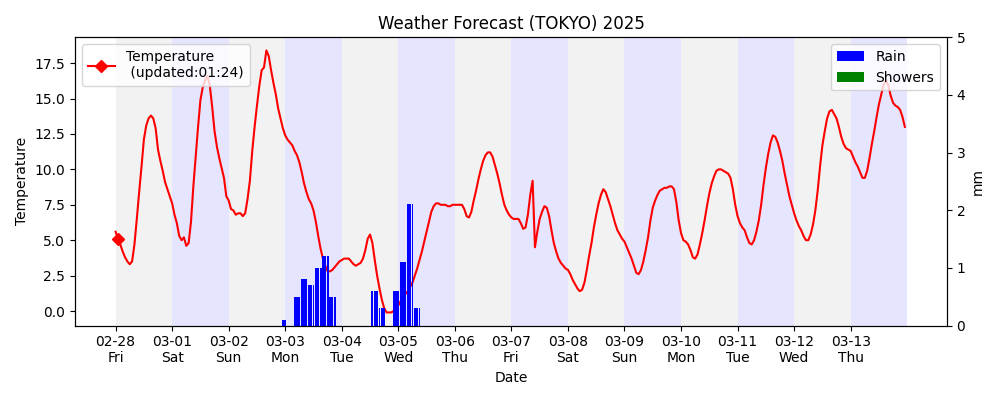 Weather Forecast (TOKYO) 2025
Temperature
(updated:01:24)
Rain
Showers
17.5
15.0
12.5
10.0
7.5
5.0
2.5
0.0
Temperature
5
4
3
2
1
0
mm
02-28 03-01 03-02 03-03 03-04 03-05 03-06 03-07 03-08 03-09 03-10 03-11 03-12 03-13
Fri Sat Sun Mon Tue Wed Thu Fri Sat Sun Mon Tue Wed Thu
Date